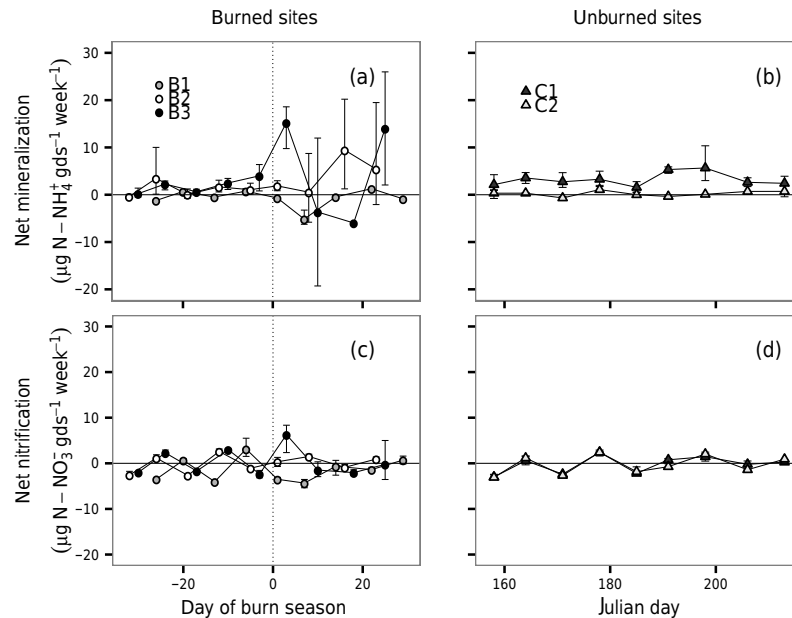 Burned sites
Unburned sites
Net mineralization
(µg N − NH₄⁺ gds⁻¹ week⁻¹)
30
20
10
0
−10
−20
(a)
B1
B2
B3
(b)
C1
C2
Net nitrification
(µg N − NO₃⁻ gds⁻¹ week⁻¹)
30
20
10
0
−10
−20
(c)
(d)
−20
0
20
160
180
200
Day of burn season
Julian day